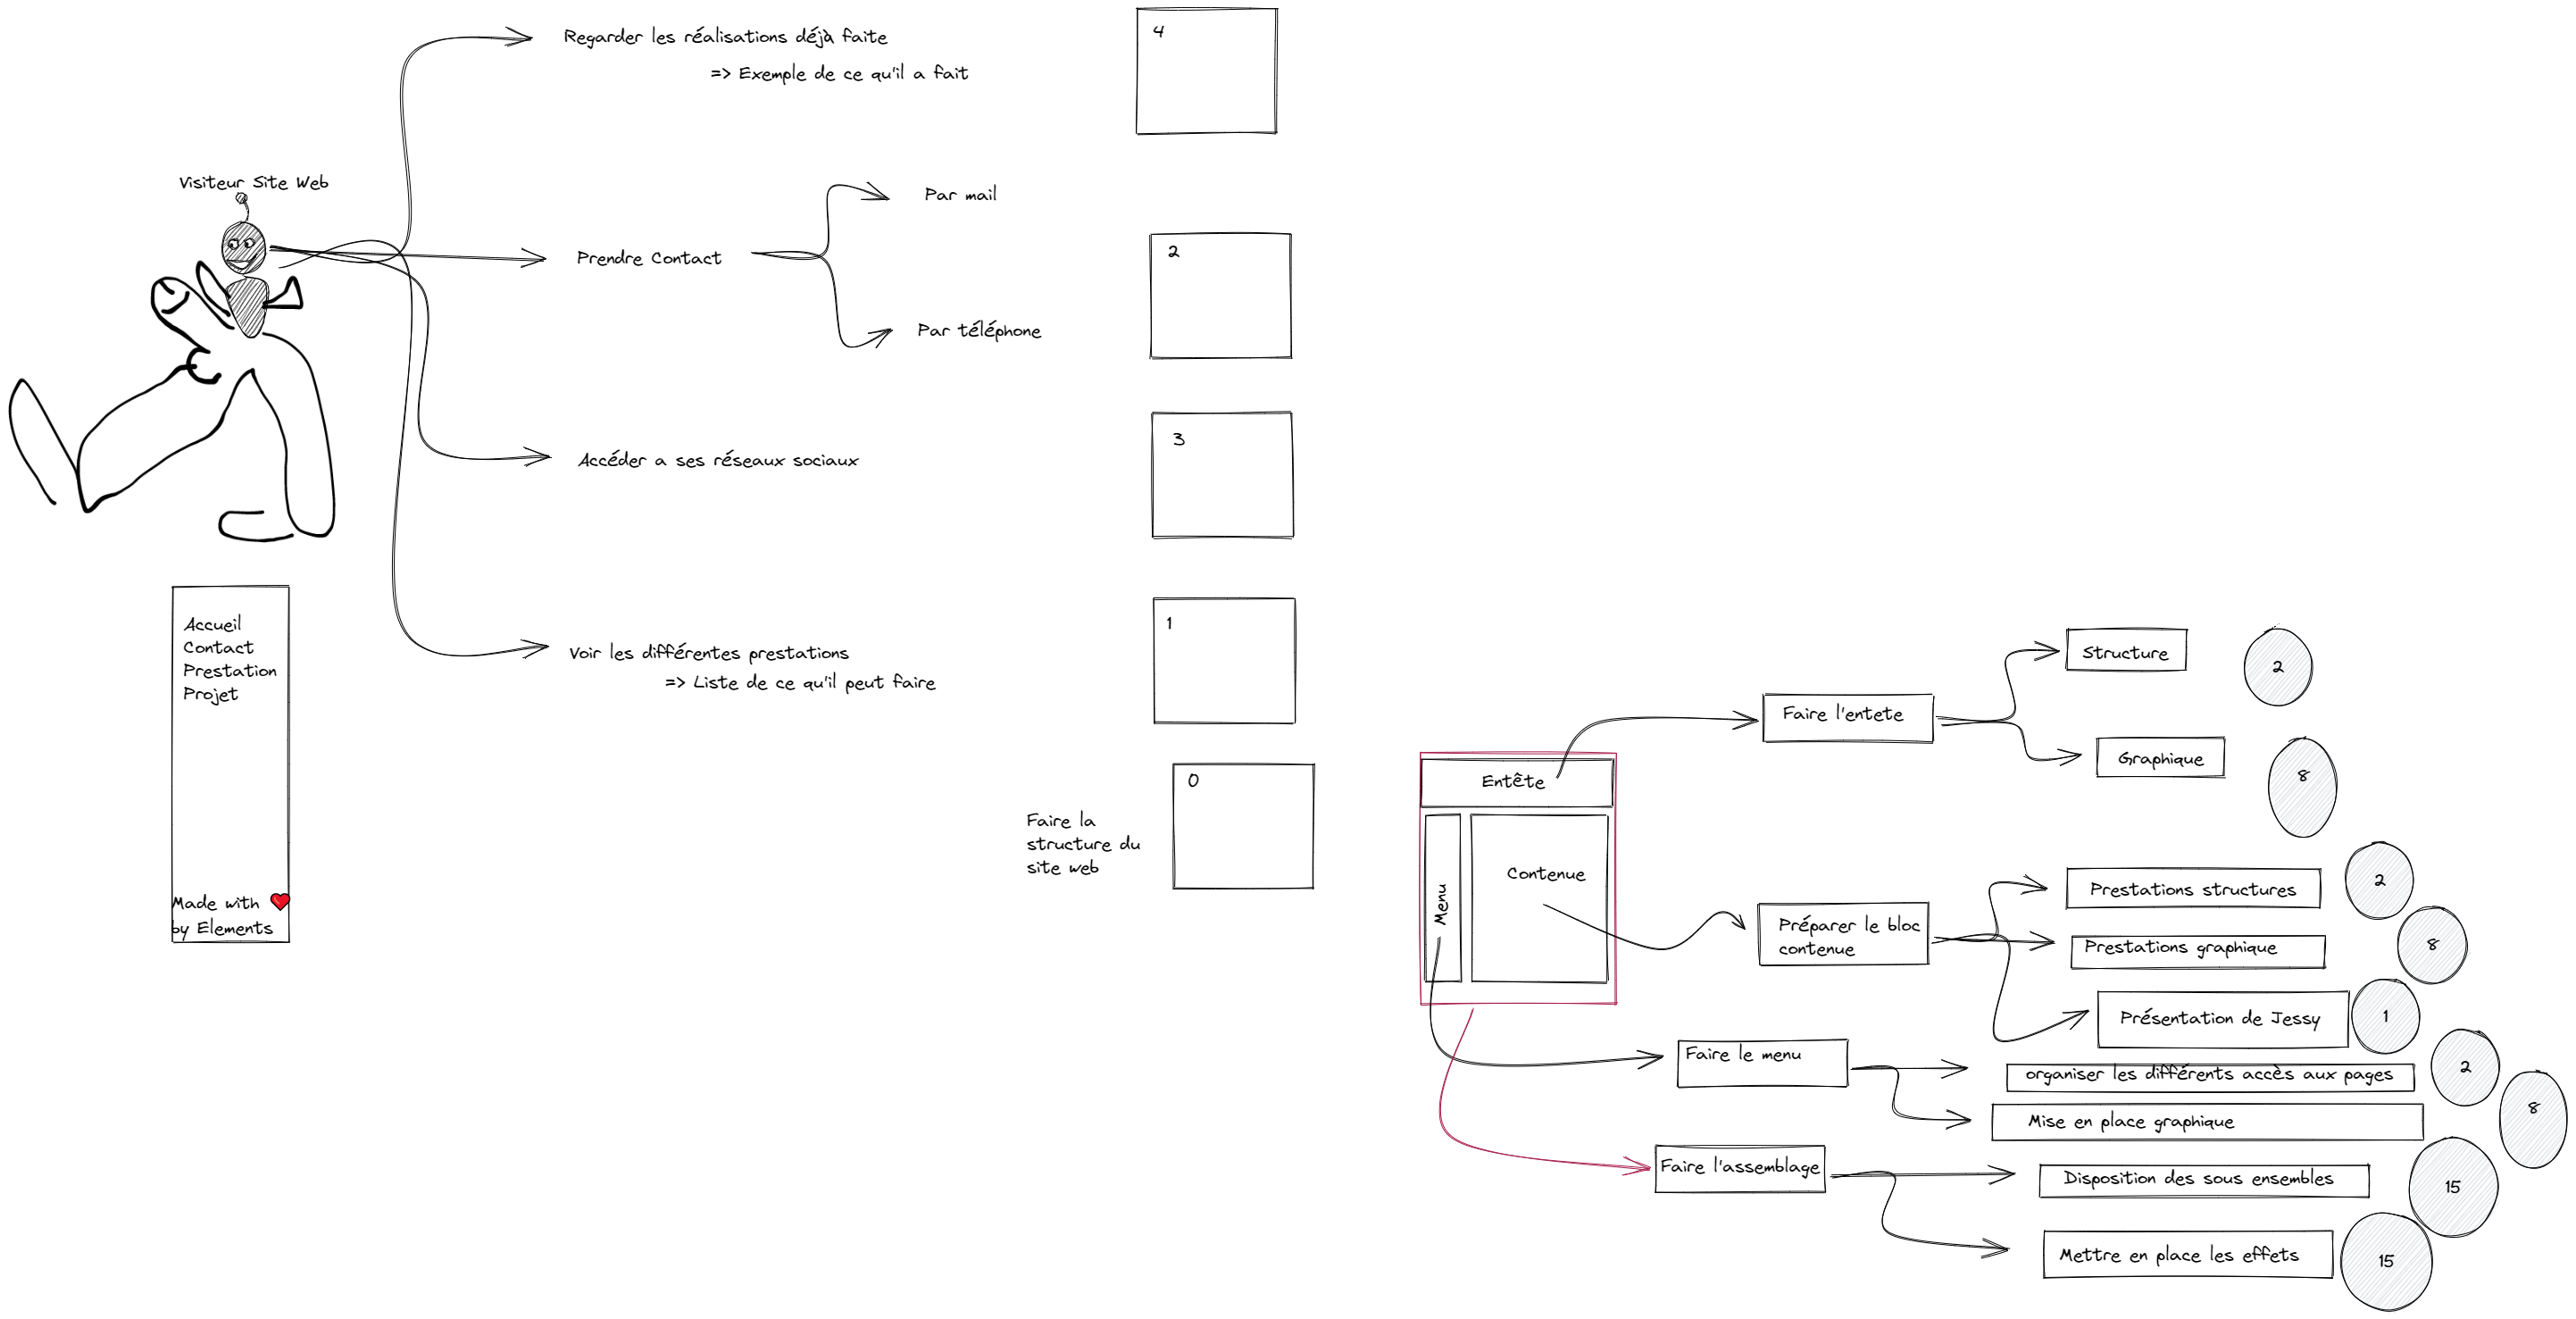 Regarder les réalisations déjà faite
=> Exemple de ce qu'il a fait
4
Visiteur Site Web
Par mail
Prendre Contact
2
Par téléphone
3
Accéder a ses réseaux sociaux
Accueil
Contact
Prestation
Projet
Made with ❤️
by Elements
Voir les différentes prestations
=> Liste de ce qu'il peut faire
1
Faire la
structure du
site web
0
Entête
Menu
Contenue
Faire l'entete
Structure
2
Graphique
8
Préparer le bloc
contenue
Prestations structures
2
Prestations graphique
8
Présentation de Jessy
1
Faire le menu
organiser les différents accès aux pages
2
Mise en place graphique
8
Faire l'assemblage
Disposition des sous ensembles
15
Mettre en place les effets
15